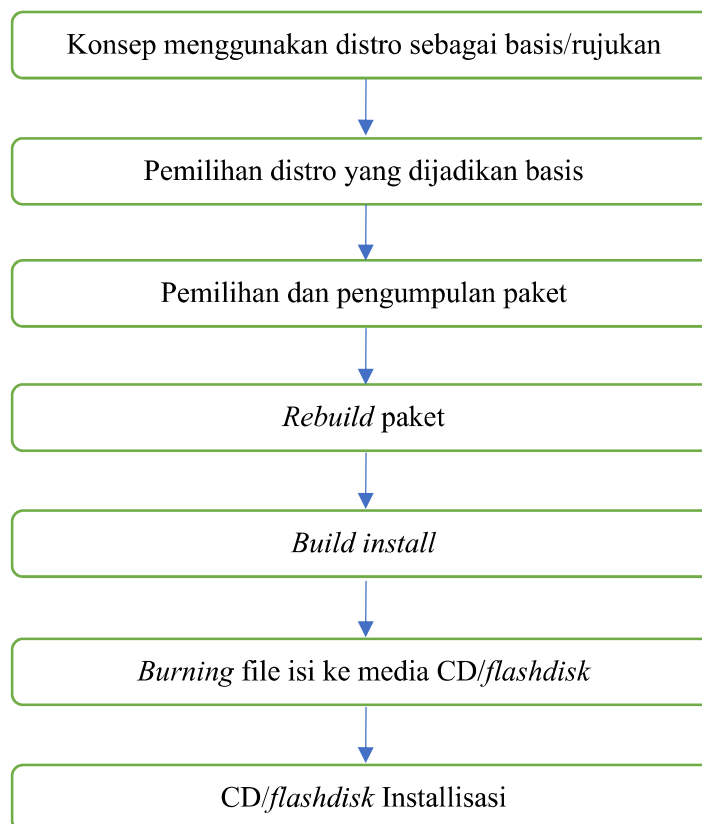 Konsep menggunakan distro sebagai basis/rujukan
Pemilihan distro yang dijadikan basis
Pemilihan dan pengumpulan paket
Rebuild paket
Build install
Burning file isi ke media CD/flashdisk
CD/flashdisk Installisasi